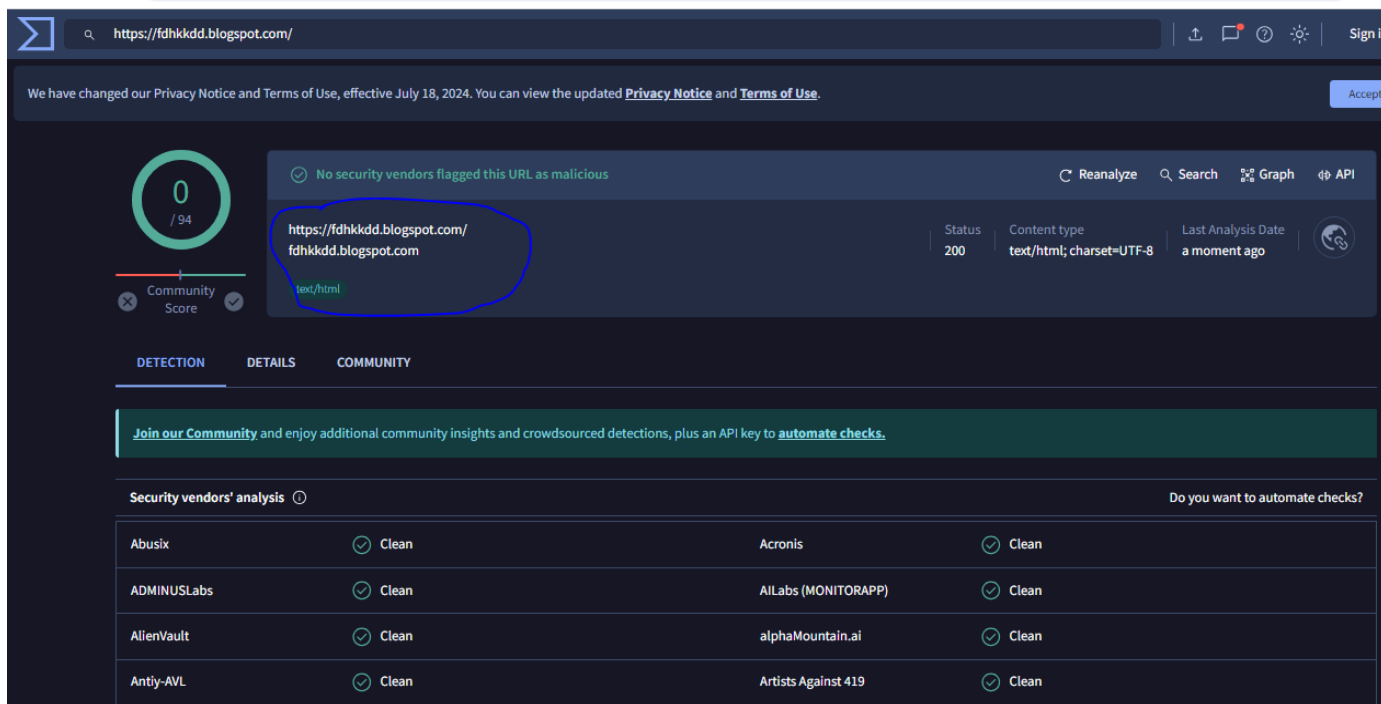 https://fdhkkdd.blogspot.com/
Sign i
We have changed our Privacy Notice and Terms of Use, effective July 18, 2024. You can view the updated Privacy Notice and Terms of Use.
Accept
0
/ 94
No security vendors flagged this URL as malicious
Reanalyze Search Graph API
https://fdhkkdd.blogspot.com/
fdhkkdd.blogspot.com
text/html
Status
200
Content type
text/html; charset=UTF-8
Last Analysis Date
a moment ago
Community
Score
DETECTION DETAILS COMMUNITY
Join our Community and enjoy additional community insights and crowdsourced detections, plus an API key to automate checks.
Security vendors' analysis Do you want to automate checks?
Abusix Clean Acronis Clean
ADMINUSLabs Clean AILabs (MONITORAPP) Clean
AlienVault Clean alphaMountain.ai Clean
Antiy-AVL Clean Artists Against 419 Clean